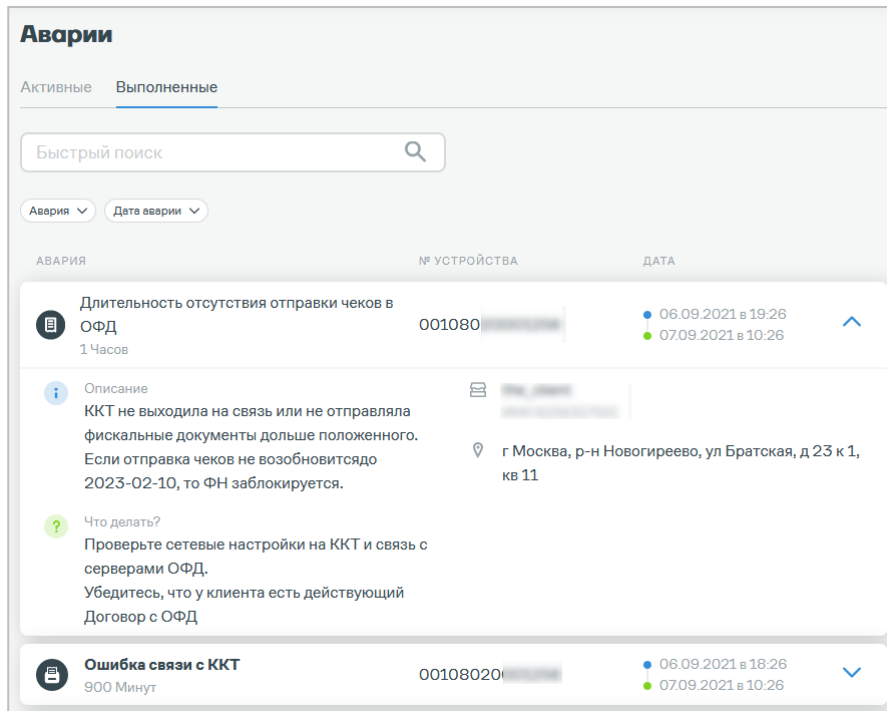 Аварии
Активные Выполненные
Быстрый поиск
Авария Дата аварии
АВАРИЯ № УСТРОЙСТВА ДАТА
Длительность отсутствия отправки чеков в
ОФД
1 Часов
001080
06.09.2021 в 19:26
07.09.2021 в 10:26
Описание
ККТ не выходила на связь или не отправляла
фискальные документы дольше положенного.
Если отправка чеков не возобновитсядо
2023-02-10, то ФН заблокируется.
г Москва, р-н Новогиреево, ул Братская, д 23 к 1,
кв 11
Что делать?
Проверьте сетевые настройки на ККТ и связь с
серверами ОФД.
Убедитесь, что у клиента есть действующий
Договор с ОФД
Ошибка связи с ККТ
900 Минут
00108020
06.09.2021 в 18:26
07.09.2021 в 10:26